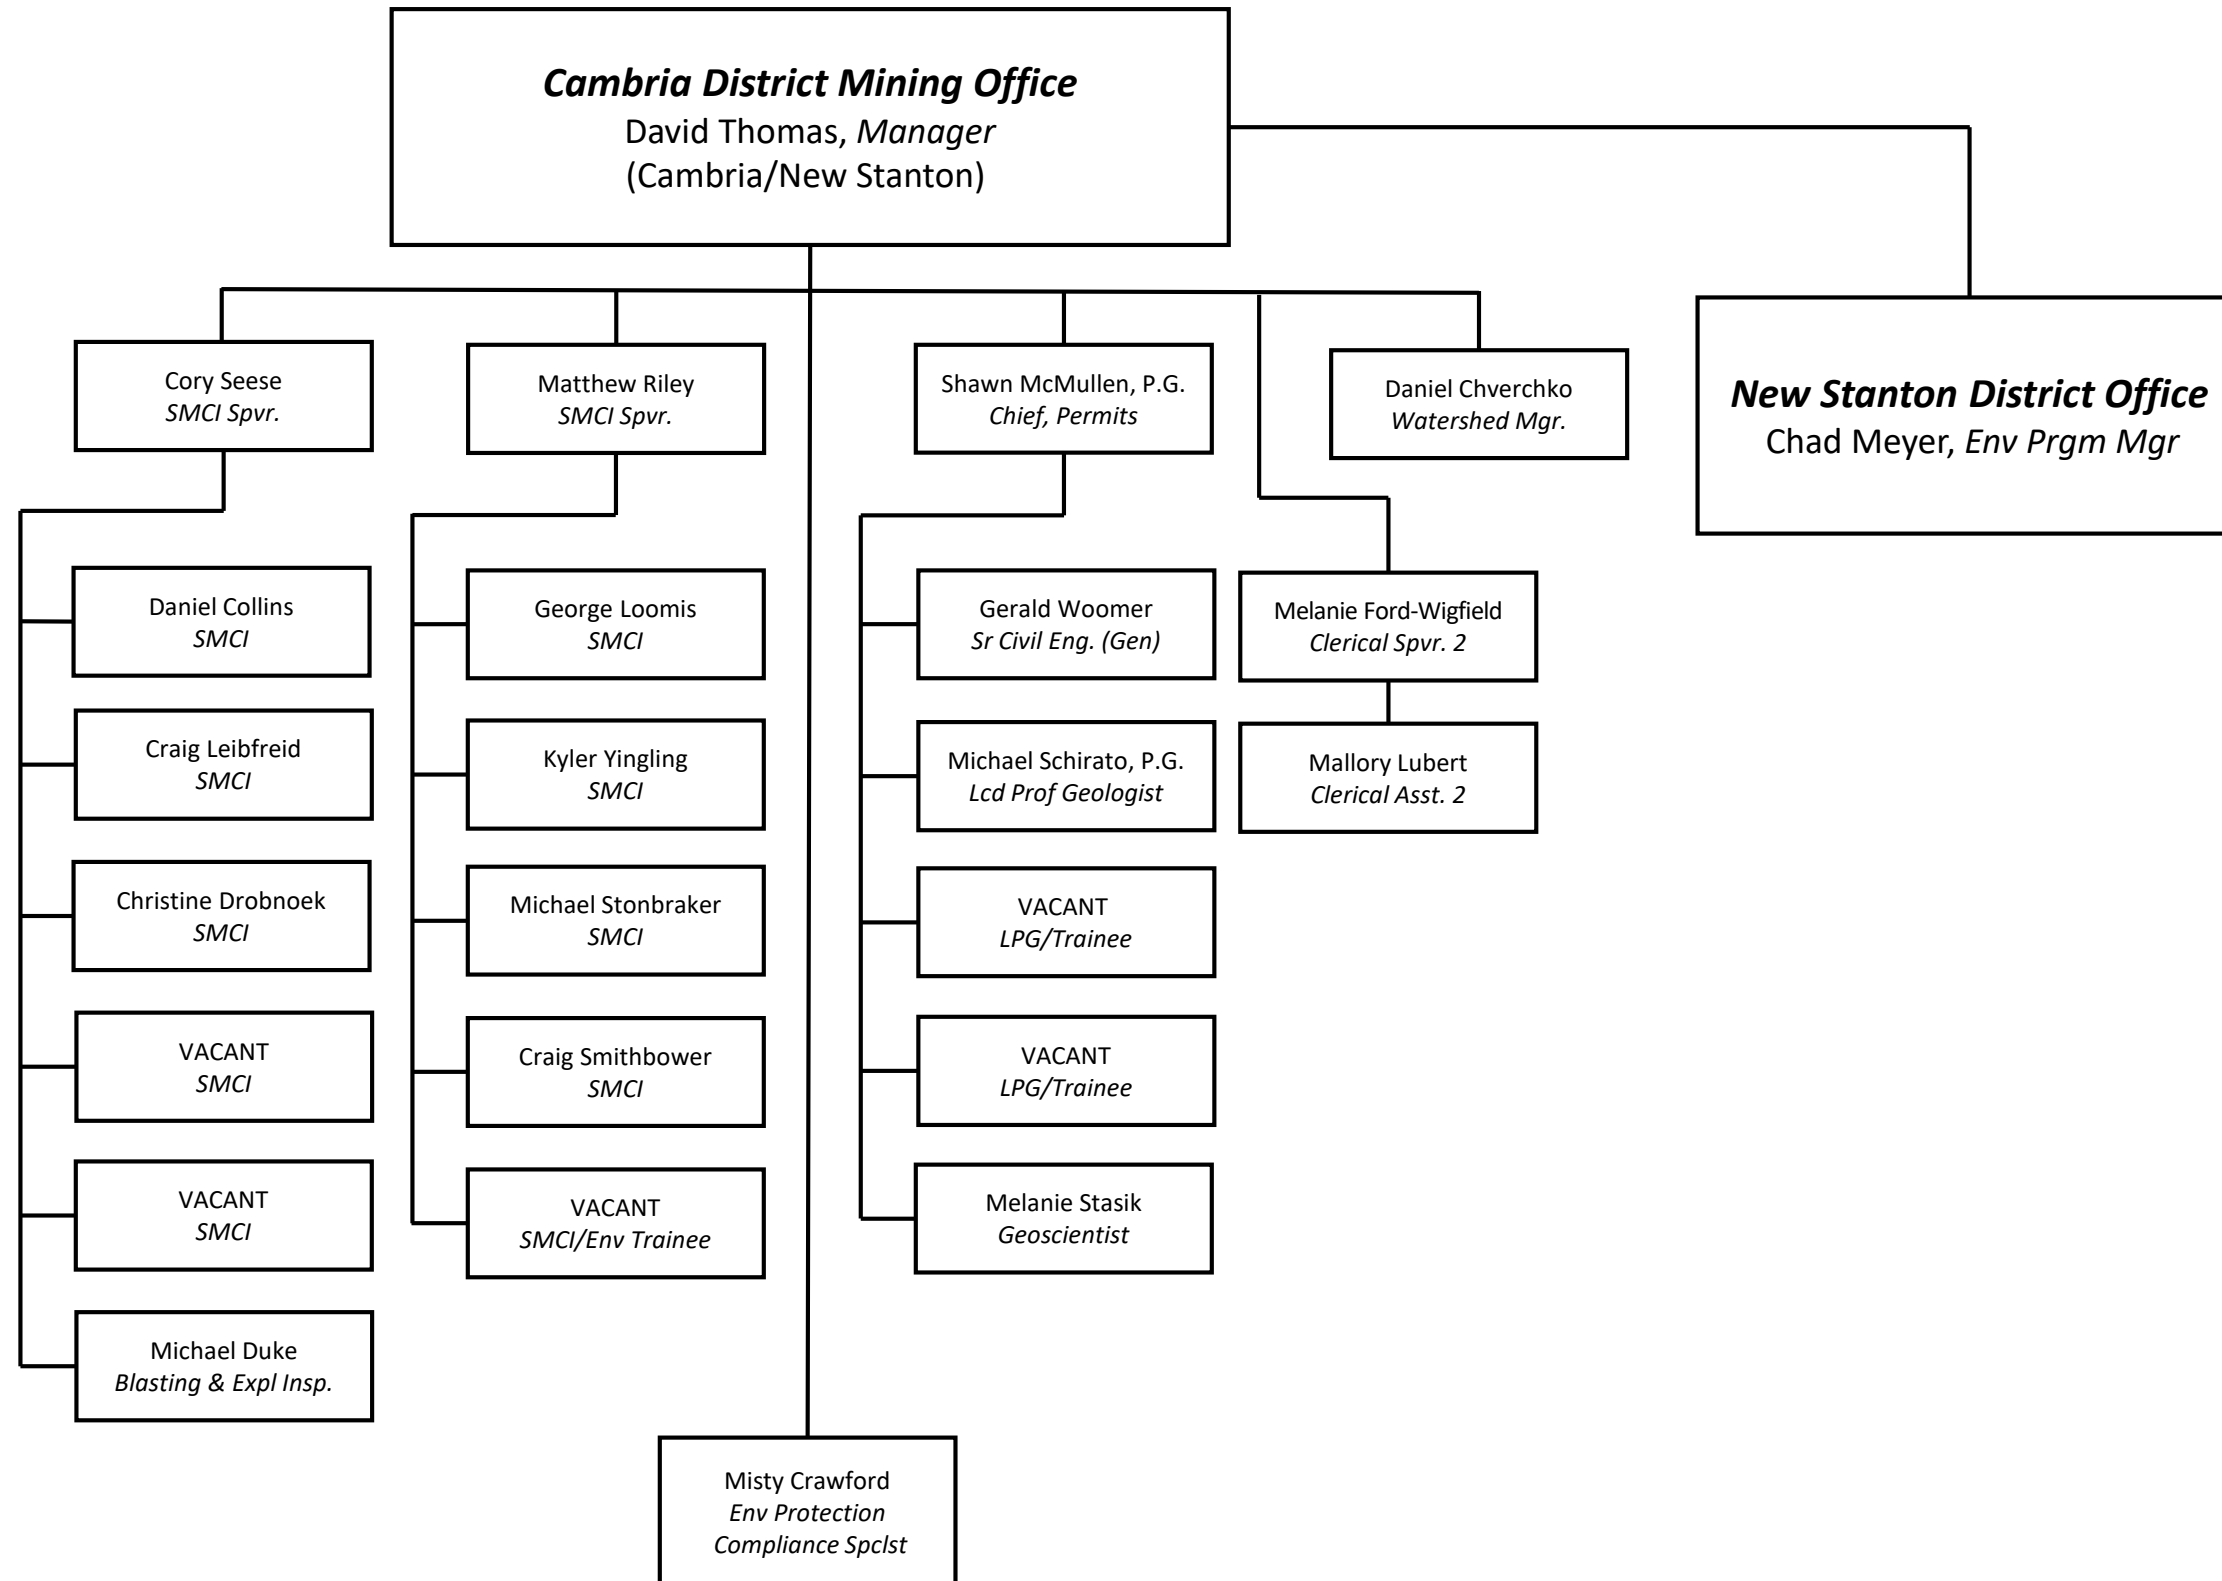 Cambria District Mining Office
David Thomas, Manager
(Cambria/New Stanton)
New Stanton District Office
Chad Meyer, Env Prgm Mgr
Cory Seese
SMCI Spvr.
Matthew Riley
SMCI Spvr.
Shawn McMullen, P.G.
Chief, Permits
Daniel Chverchko
Watershed Mgr.
Daniel Collins
SMCI
Craig Leibfreid
SMCI
Christine Drobnoek
SMCI
VACANT
SMCI
VACANT
SMCI
Michael Duke
Blasting & Expl Insp.
George Loomis
SMCI
Kyler Yingling
SMCI
Michael Stonbraker
SMCI
Craig Smithbower
SMCI
VACANT
SMCI/Env Trainee
Gerald Woomer
Sr Civil Eng. (Gen)
Michael Schirato, P.G.
Lcd Prof Geologist
VACANT
LPG/Trainee
VACANT
LPG/Trainee
Melanie Stasik
Geoscientist
Melanie Ford-Wigfield
Clerical Spvr. 2
Mallory Lubert
Clerical Asst. 2
Misty Crawford
Env Protection
Compliance Spclst